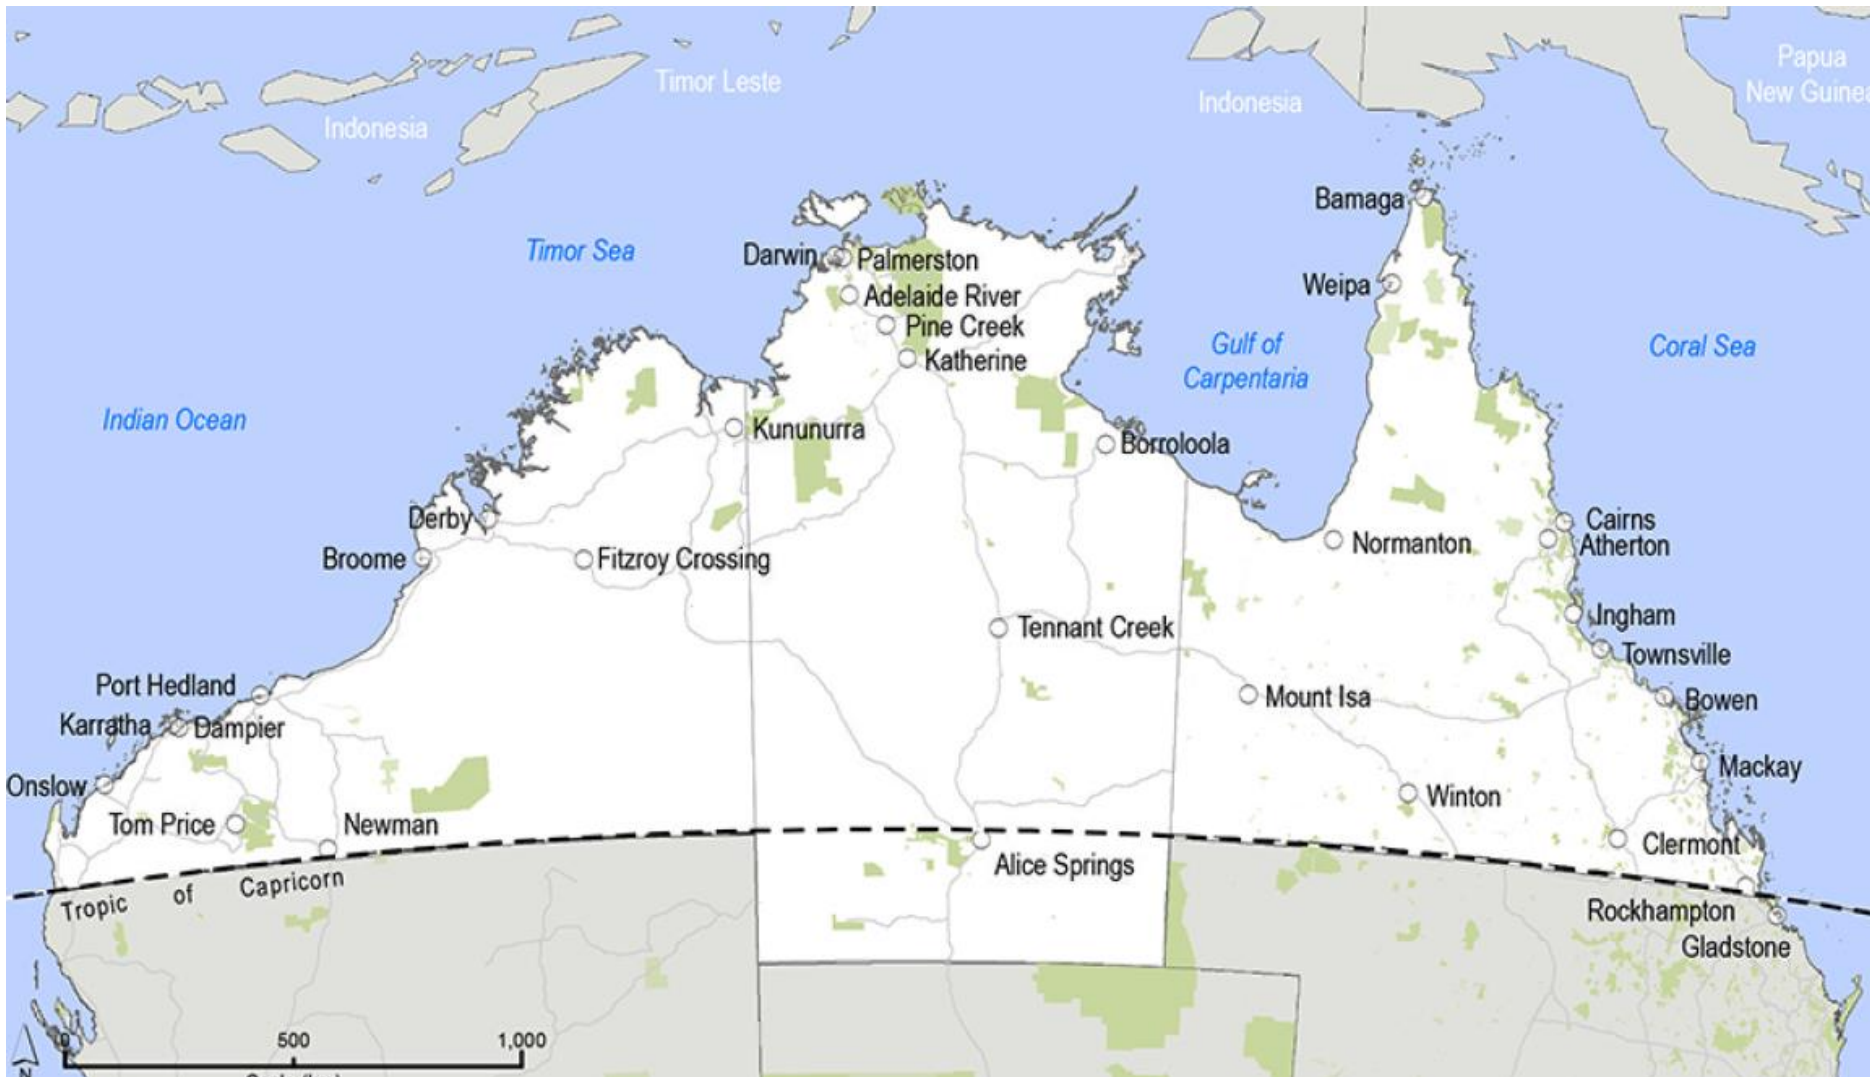 Papua
New Guinea
Timor Leste
Indonesia
Indonesia
Bamaga
Timor Sea
Darwin
Palmerston
Weipa
Adelaide River
Pine Creek
Gulf of
Carpentaria
Coral Sea
Katherine
Indian Ocean
Kununurra
Borroloola
Derby
Cairns
Normanton
Atherton
Broome
Fitzroy Crossing
Ingham
Tennant Creek
Townsville
Port Hedland
Mount Isa
Bowen
Karratha
Dampier
Mackay
Onslow
Winton
Tom Price
Newman
Clermont
Alice Springs
Tropic of Capricorn
Rockhampton
Gladstone
0 500 1,000
N